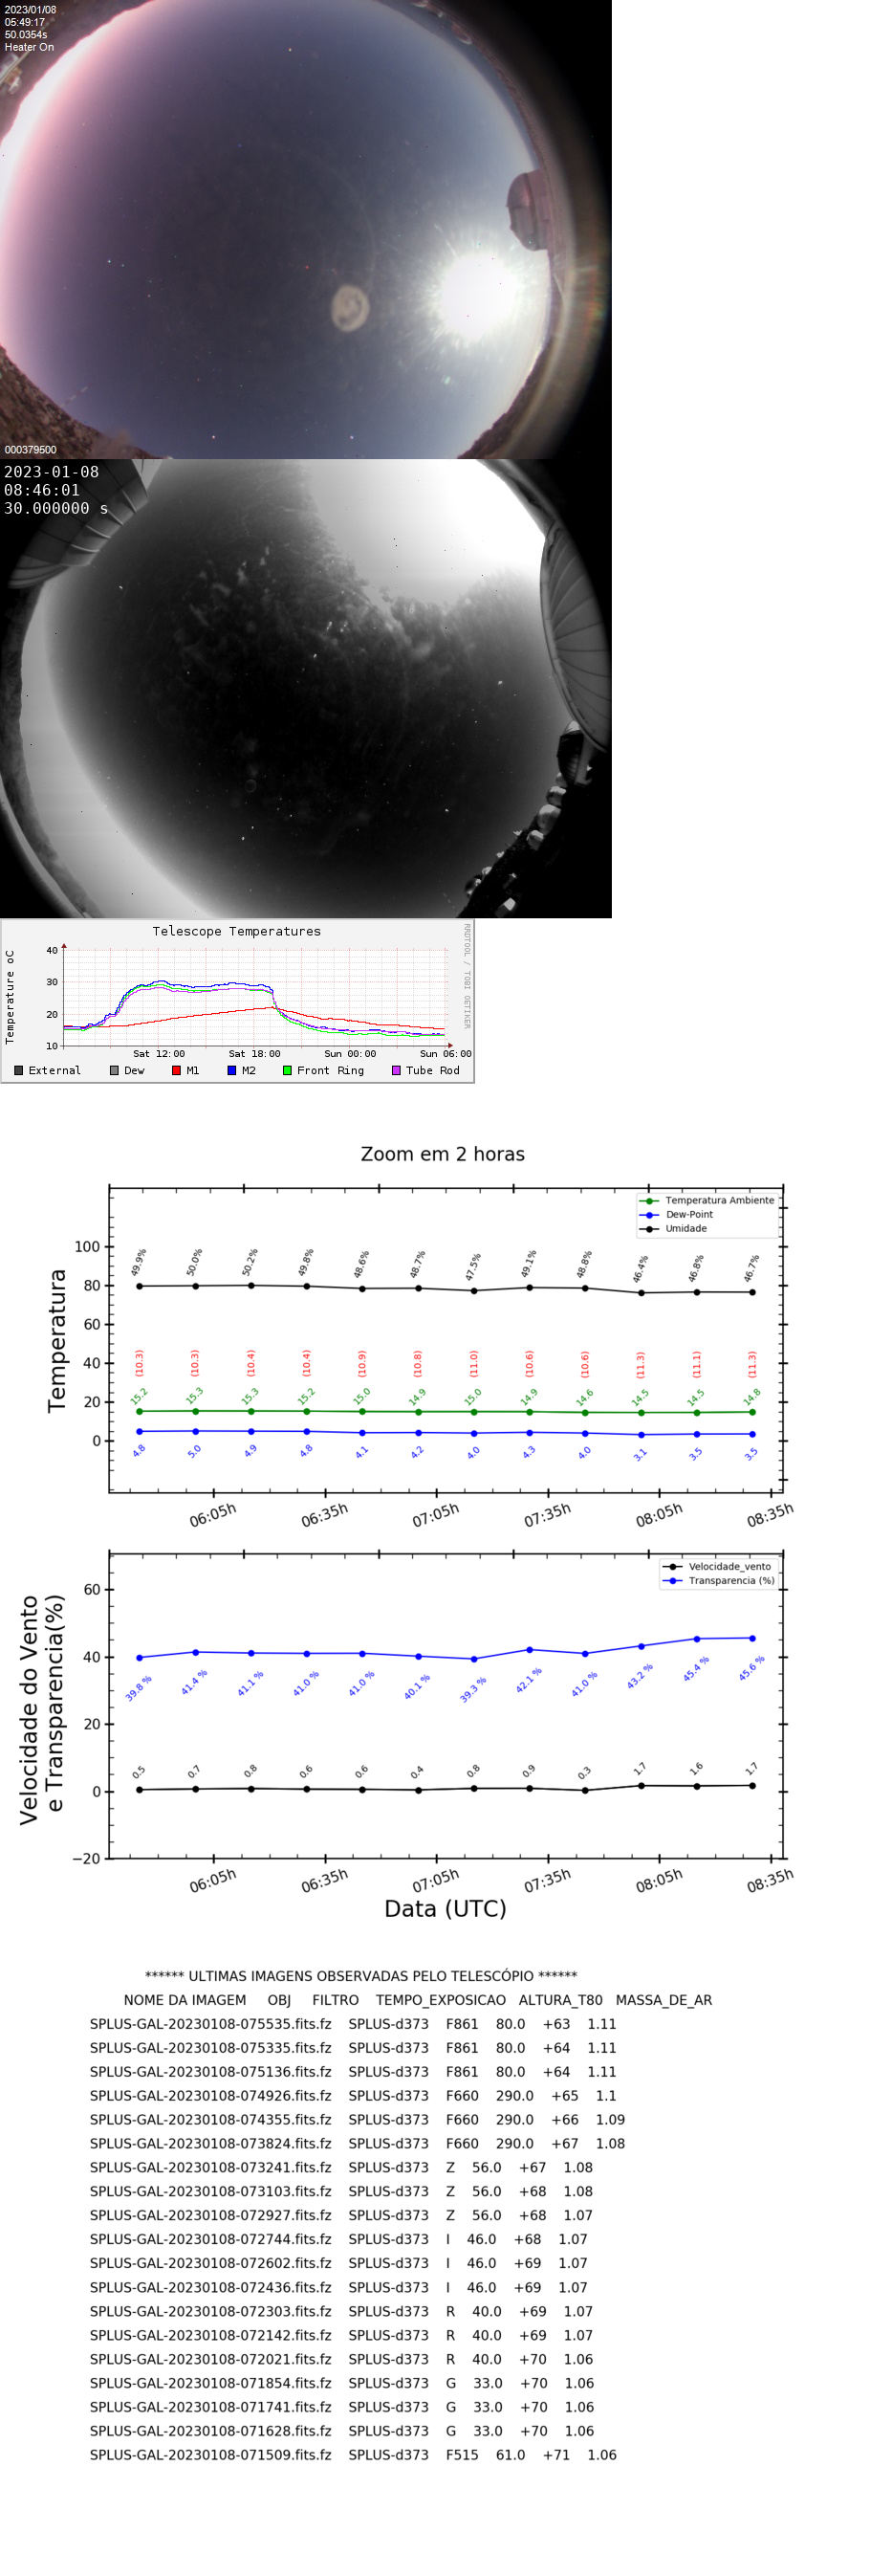 2023/01/08
05:49:17
50.0354s
Heater On
000379500
2023-01-08
08:46:01
30.000000 s
Telescope Temperatures
RRDTOOL / TOBI OETIKER
Temperature oC
40
30
20
10
Sat 12:00 Sat 18:00 Sun 00:00 Sun 06:00
External Dew M1 M2 Front Ring Tube Rod
Zoom em 2 horas
Temperatura Ambiente
Dew-Point
Umidade
Temperatura
100
80
60
40
20
0
49.9% 50.0% 50.2% 49.8% 48.6% 48.7% 47.5% 49.1% 48.8% 46.4% 46.8% 46.7%
(10.3) (10.3) (10.4) (10.4) (10.9) (10.8) (11.0) (10.6) (10.6) (11.3) (11.1) (11.3)
15.2 15.3 15.3 15.2 15.0 14.9 15.0 14.9 14.6 14.5 14.5 14.8
4.8 5.0 4.9 4.8 4.1 4.2 4.0 4.3 4.0 3.1 3.5 3.5
06:05h 06:35h 07:05h 07:35h 08:05h 08:35h
Velocidade_vento
Transparencia (%)
Velocidade do Vento
e Transparencia(%)
60
40
20
0
−20
39.8 % 41.4 % 41.1 % 41.0 % 41.0 % 40.1 % 39.3 % 42.1 % 41.0 % 43.2 % 45.4 % 45.6 %
0.5 0.7 0.8 0.6 0.6 0.4 0.8 0.9 0.3 1.7 1.6 1.7
06:05h 06:35h 07:05h 07:35h 08:05h 08:35h
Data (UTC)
****** ULTIMAS IMAGENS OBSERVADAS PELO TELESCÓPIO ******
NOME DA IMAGEM OBJ FILTRO TEMPO_EXPOSICAO ALTURA_T80 MASSA_DE_AR
SPLUS-GAL-20230108-075535.fits.fz SPLUS-d373 F861 80.0 +63 1.11
SPLUS-GAL-20230108-075335.fits.fz SPLUS-d373 F861 80.0 +64 1.11
SPLUS-GAL-20230108-075136.fits.fz SPLUS-d373 F861 80.0 +64 1.11
SPLUS-GAL-20230108-074926.fits.fz SPLUS-d373 F660 290.0 +65 1.1
SPLUS-GAL-20230108-074355.fits.fz SPLUS-d373 F660 290.0 +66 1.09
SPLUS-GAL-20230108-073824.fits.fz SPLUS-d373 F660 290.0 +67 1.08
SPLUS-GAL-20230108-073241.fits.fz SPLUS-d373 Z 56.0 +67 1.08
SPLUS-GAL-20230108-073103.fits.fz SPLUS-d373 Z 56.0 +68 1.08
SPLUS-GAL-20230108-072927.fits.fz SPLUS-d373 Z 56.0 +68 1.07
SPLUS-GAL-20230108-072744.fits.fz SPLUS-d373 I 46.0 +68 1.07
SPLUS-GAL-20230108-072602.fits.fz SPLUS-d373 I 46.0 +69 1.07
SPLUS-GAL-20230108-072436.fits.fz SPLUS-d373 I 46.0 +69 1.07
SPLUS-GAL-20230108-072303.fits.fz SPLUS-d373 R 40.0 +69 1.07
SPLUS-GAL-20230108-072142.fits.fz SPLUS-d373 R 40.0 +69 1.07
SPLUS-GAL-20230108-072021.fits.fz SPLUS-d373 R 40.0 +70 1.06
SPLUS-GAL-20230108-071854.fits.fz SPLUS-d373 G 33.0 +70 1.06
SPLUS-GAL-20230108-071741.fits.fz SPLUS-d373 G 33.0 +70 1.06
SPLUS-GAL-20230108-071628.fits.fz SPLUS-d373 G 33.0 +70 1.06
SPLUS-GAL-20230108-071509.fits.fz SPLUS-d373 F515 61.0 +71 1.06